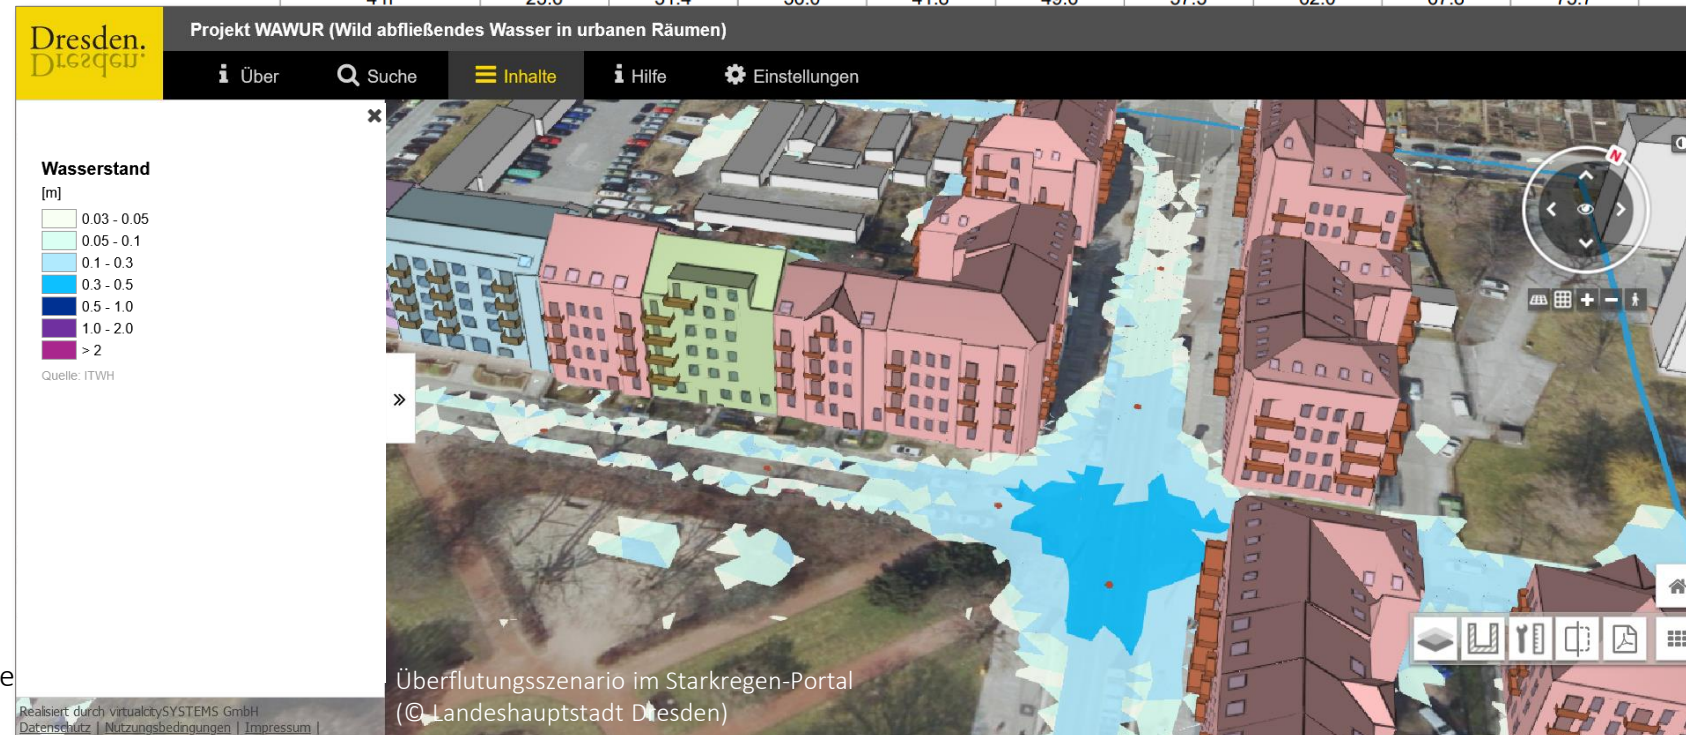 Dresden.
Dresden.
Projekt WAWUR (Wild abfließendes Wasser in urbanen Räumen)
Über
Suche
Inhalte
Hilfe
Einstellungen
Wasserstand
[m]
0.03 - 0.05
0.05 - 0.1
0.1 - 0.3
0.3 - 0.5
0.5 - 1.0
1.0 - 2.0
> 2
Quelle: ITWH
N
e
Überflutungsszenario im Starkregen-Portal
(© Landeshauptstadt Dresden)
Realisiert durch virtualcitySYSTEMS GmbH
Datenschutz | Nutzungsbedingungen | Impressum |